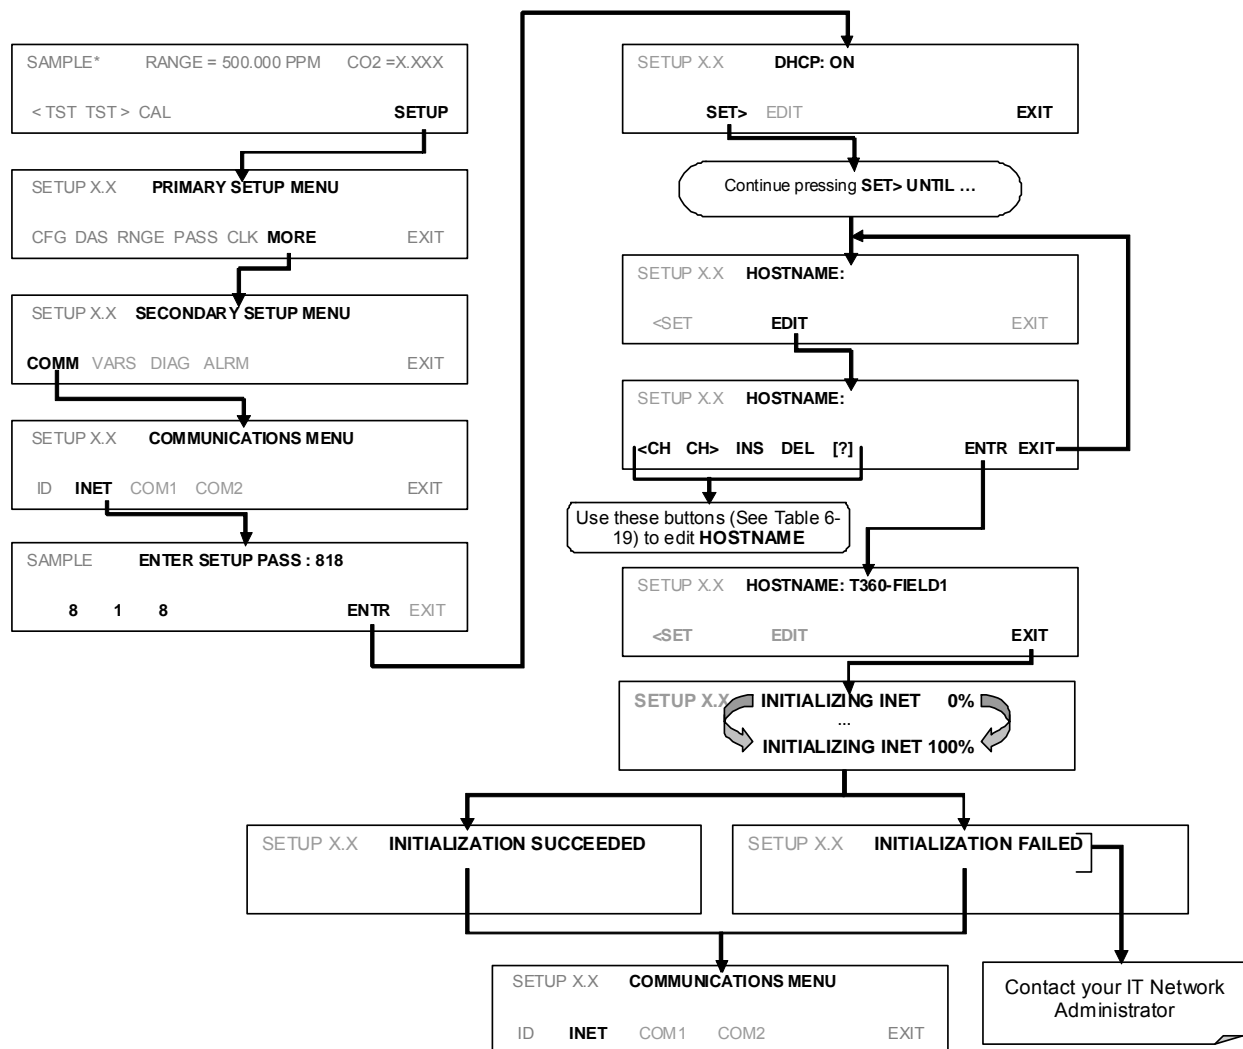 SAMPLE* RANGE = 500.000 PPM CO2 =X.XXX
< TST TST > CAL SETUP
SETUP X.X PRIMARY SETUP MENU
CFG DAS RNGE PASS CLK MORE EXIT
SETUP X.X SECONDARY SETUP MENU
COMM VARS DIAG ALRM EXIT
SETUP X.X COMMUNICATIONS MENU
ID INET COM1 COM2 EXIT
SAMPLE ENTER SETUP PASS : 818
8 1 8 ENTR EXIT
SETUP X.X DHCP: ON
SET> EDIT EXIT
Continue pressing SET> UNTIL ...
SETUP X.X HOSTNAME:
<SET EDIT EXIT
SETUP X.X HOSTNAME:
<CH CH> INS DEL [?] ENTR EXIT
Use these buttons (See Table 6-
19) to edit HOSTNAME
SETUP X.X HOSTNAME: T360-FIELD1
<SET EDIT EXIT
SETUP X.X INITIALIZING INET 0%
...
INITIALIZING INET 100%
SETUP X.X INITIALIZATION SUCCEEDED
SETUP X.X INITIALIZATION FAILED
SETUP X.X COMMUNICATIONS MENU
ID INET COM1 COM2 EXIT
Contact your IT Network
Administrator